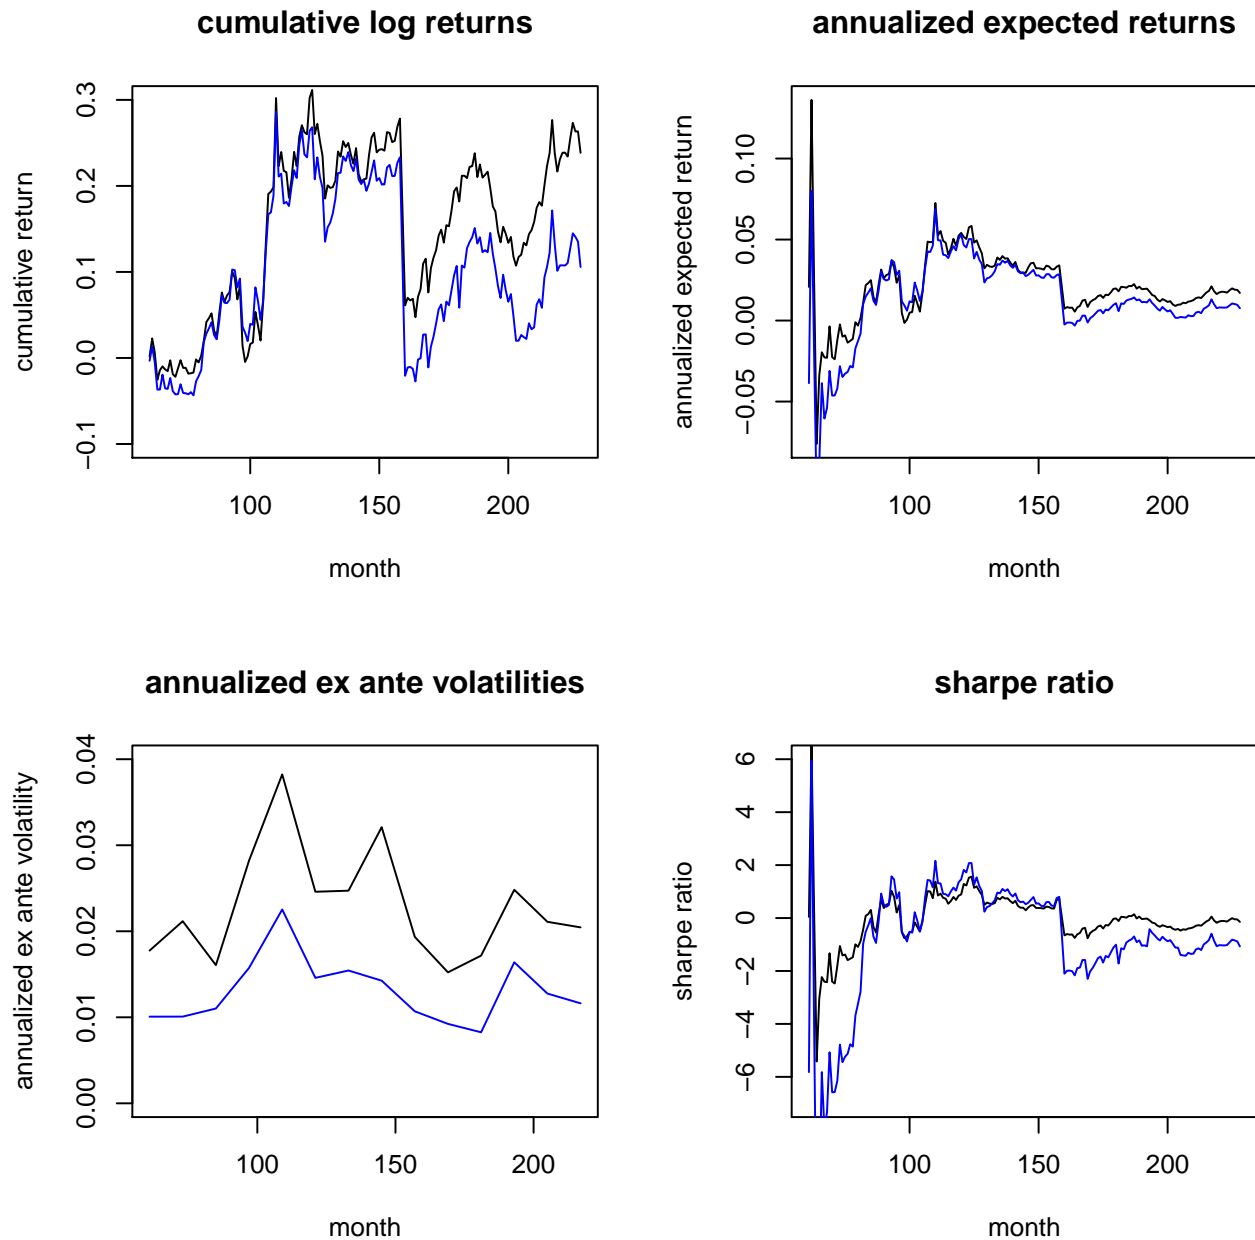 cumulative log returns
cumulative return
0.3
0.2
0.1
0.0
−0.1
100 150 200
month
annualized expected returns
annualized expected return
0.10
0.05
0.00
−0.05
100 150 200
month
annualized ex ante volatilities
annualized ex ante volatility
0.04
0.03
0.02
0.01
0.00
100 150 200
month
sharpe ratio
sharpe ratio
6
4
2
0
−2
−4
−6
100 150 200
month